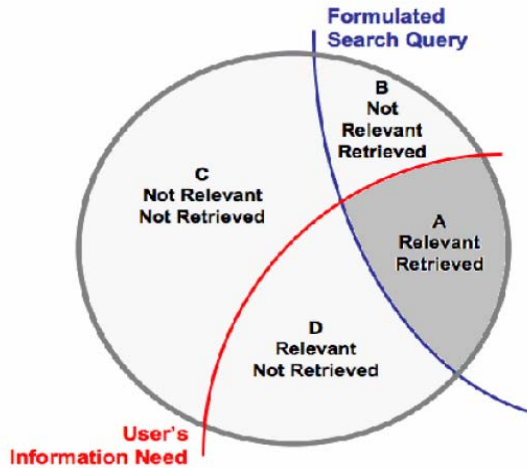 Formulated
Search Query
B
Not
Relevant
Retrieved
C
Not Relevant
Not Retrieved
A
Relevant
Retrieved
D
Relevant
Not Retrieved
User's
Information Need